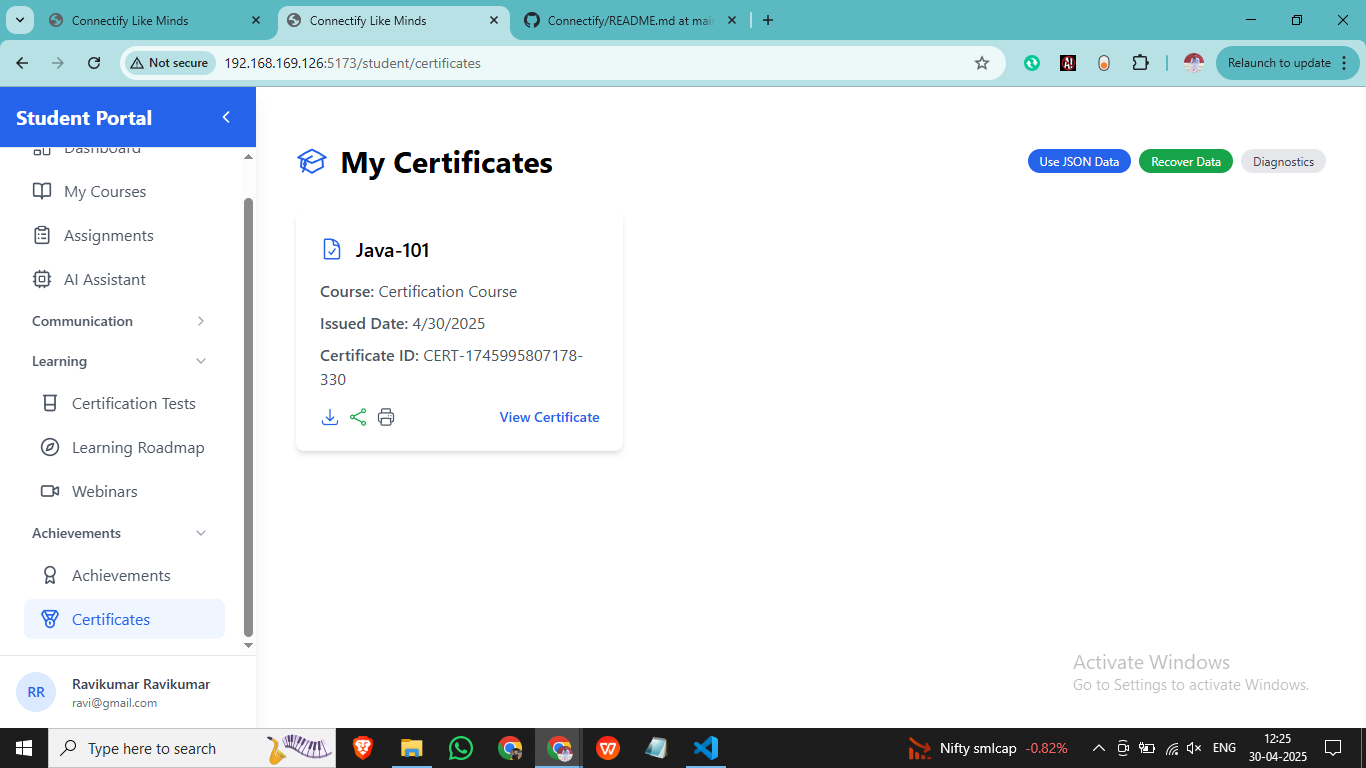 Connectify Like Minds
Connectify Like Minds
Connectify/README.md at mai
Not secure
192.168.169.126:5173/student/certificates
Relaunch to update
Student Portal
Dashboard
My Courses
Assignments
AI Assistant
Communication
Learning
Certification Tests
Learning Roadmap
Webinars
Achievements
Achievements
Certificates
RR
Ravikumar Ravikumar
ravi@gmail.com
My Certificates
Use JSON Data
Recover Data
Diagnostics
Java-101
Course: Certification Course
Issued Date: 4/30/2025
Certificate ID: CERT-1745995807178-
330
View Certificate
Activate Windows
Go to Settings to activate Windows.
Type here to search
Nifty smlcap -0.82%
ENG
12:25
30-04-2025